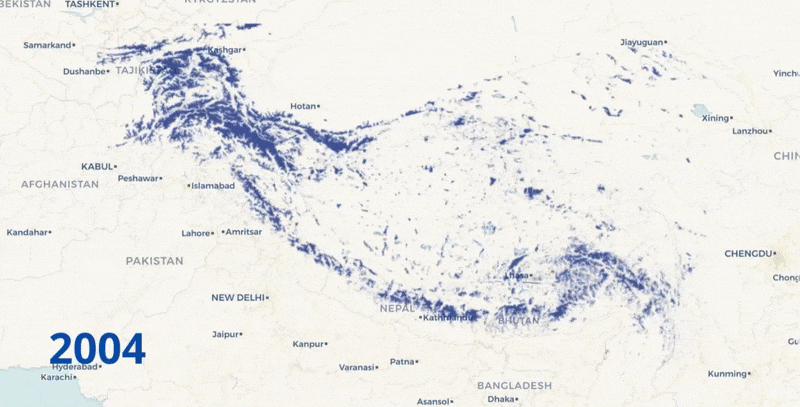 BEKISTAN TASHKENT
KYRGYZSTAN
Samarkand
Kashgar
Jiayuguan
Dushanbe
TAJIKI
Yinch
Hotan
Xining
Lanzhou
CHIN
KABUL
Peshawar
Islamabad
AFGHANISTAN
Kandahar
Lahore
Amritsar
PAKISTAN
CHENGDU
Lhasa
Chong
NEW DELHI
NEPAL
Kathmandu
BHUTAN
Jaipur
Kanpur
Gu
2004
Patna
Varanasi
Hyderabad
Karachi
Kunming
BANGLADESH
Asansol
Dhaka